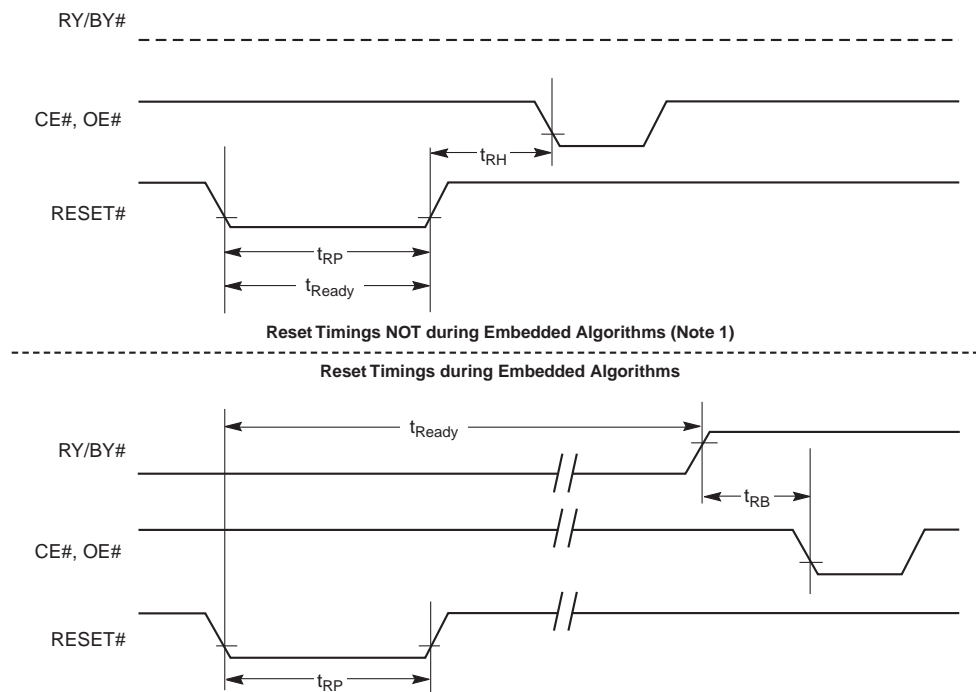 RY/BY#
CE#, OE#
tRH
RESET#
tRP
tReady
Reset Timings NOT during Embedded Algorithms (Note 1)
Reset Timings during Embedded Algorithms
tReady
RY/BY#
tRB
CE#, OE#
RESET#
tRP